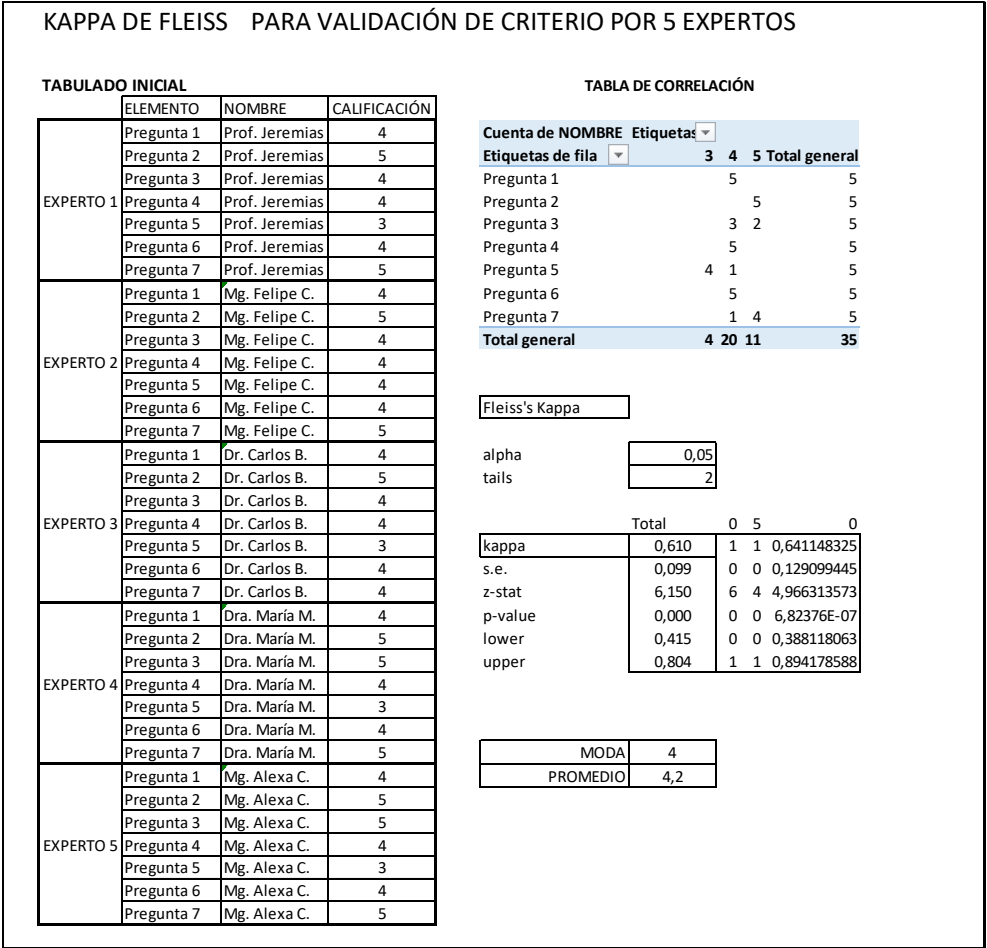 KAPPA DE FLEISS PARA VALIDACIÓN DE CRITERIO POR 5 EXPERTOS
TABULADO INICIAL
ELEMENTO NOMBRE CALIFICACIÓN
EXPERTO 1
Pregunta 1 Prof. Jeremias 4
Pregunta 2 Prof. Jeremias 5
Pregunta 3 Prof. Jeremias 4
Pregunta 4 Prof. Jeremias 4
Pregunta 5 Prof. Jeremias 3
Pregunta 6 Prof. Jeremias 4
Pregunta 7 Prof. Jeremias 5
EXPERTO 2
Pregunta 1 Mg. Felipe C. 4
Pregunta 2 Mg. Felipe C. 5
Pregunta 3 Mg. Felipe C. 4
Pregunta 4 Mg. Felipe C. 4
Pregunta 5 Mg. Felipe C. 4
Pregunta 6 Mg. Felipe C. 4
Pregunta 7 Mg. Felipe C. 5
EXPERTO 3
Pregunta 1 Dr. Carlos B. 4
Pregunta 2 Dr. Carlos B. 5
Pregunta 3 Dr. Carlos B. 4
Pregunta 4 Dr. Carlos B. 4
Pregunta 5 Dr. Carlos B. 3
Pregunta 6 Dr. Carlos B. 4
Pregunta 7 Dr. Carlos B. 4
EXPERTO 4
Pregunta 1 Dra. María M. 4
Pregunta 2 Dra. María M. 5
Pregunta 3 Dra. María M. 5
Pregunta 4 Dra. María M. 4
Pregunta 5 Dra. María M. 3
Pregunta 6 Dra. María M. 4
Pregunta 7 Dra. María M. 5
EXPERTO 5
Pregunta 1 Mg. Alexa C. 4
Pregunta 2 Mg. Alexa C. 5
Pregunta 3 Mg. Alexa C. 5
Pregunta 4 Mg. Alexa C. 4
Pregunta 5 Mg. Alexa C. 3
Pregunta 6 Mg. Alexa C. 4
Pregunta 7 Mg. Alexa C. 5
TABLA DE CORRELACIÓN
Cuenta de NOMBRE Etiquetas
Etiquetas de fila 3 4 5 Total general
Pregunta 1 5 5
Pregunta 2 5 5
Pregunta 3 3 2 5
Pregunta 4 5 5
Pregunta 5 4 1 5
Pregunta 6 5 5
Pregunta 7 1 4 5
Total general 4 20 11 35
Fleiss's Kappa
alpha 0,05
tails 2
Total 0 5 0
kappa 0,610 1 1 0,641148325
s.e. 0,099 0 0 0,129099445
z-stat 6,150 6 4 4,966313573
p-value 0,000 0 0 6,82376E-07
lower 0,415 0 0 0,388118063
upper 0,804 1 1 0,894178588
MODA 4
PROMEDIO 4,2